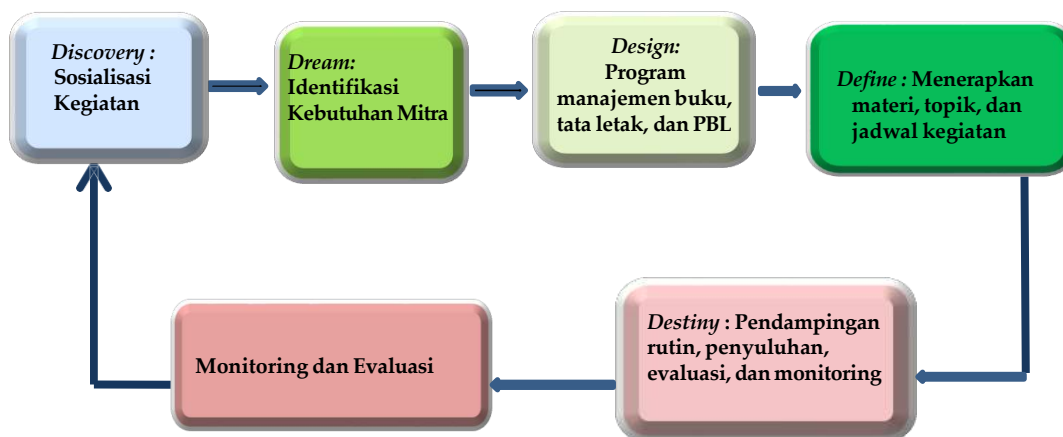 Discovery :
Sosialisasi
Kegiatan
Dream:
Identifikasi
Kebutuhan Mitra
Design:
Program
manajemen buku,
tata letak, dan PBL
Define : Menerapkan
materi, topik, dan
jadwal kegiatan
Destiny : Pendampingan
rutin, penyuluhan,
evaluasi, dan monitoring
Monitoring dan Evaluasi